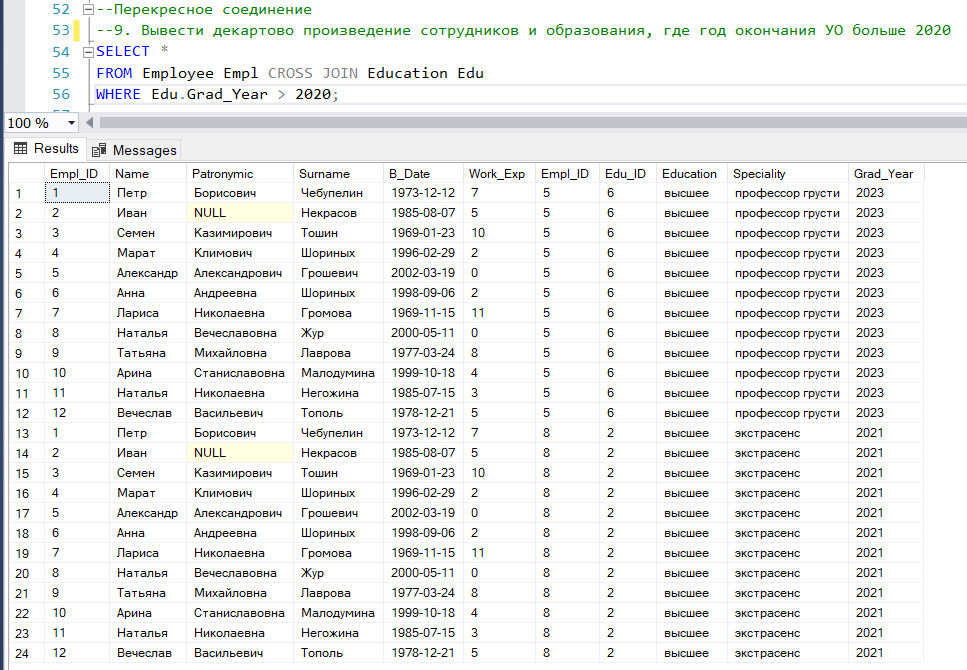 52 --Перекресное соединение
53 --9. Вывести декартово произведение сотрудников и образования, где год окончания УО больше 2020
54 SELECT *
55 FROM Employee Empl CROSS JOIN Education Edu
56 WHERE Edu.Grad_Year > 2020;
100 %
Results Messages
Empl_ID Name Patronymic Surname B_Date Work_Exp Empl_ID Edu_ID Education Speciality Grad_Year
1 1 Петр Борисович Чебупелин 1973-12-12 7 5 6 высшее профессор грусти 2023
2 2 Иван NULL Некрасов 1985-08-07 5 5 6 высшее профессор грусти 2023
3 3 Семен Казимирович Тошин 1969-01-23 10 5 6 высшее профессор грусти 2023
4 4 Марат Климович Шориных 1996-02-29 2 5 6 высшее профессор грусти 2023
5 5 Александр Александрович Грошевич 2002-03-19 0 5 6 высшее профессор грусти 2023
6 6 Анна Андреевна Шориных 1998-09-06 2 5 6 высшее профессор грусти 2023
7 7 Лариса Николаевна Громова 1969-11-15 11 5 6 высшее профессор грусти 2023
8 8 Наталья Вечеславовна Жур 2000-05-11 0 5 6 высшее профессор грусти 2023
9 9 Татьяна Михайловна Лаврова 1977-03-24 8 5 6 высшее профессор грусти 2023
10 10 Арина Станиславовна Малодумина 1999-10-18 4 5 6 высшее профессор грусти 2023
11 11 Наталья Николаевна Негожина 1985-07-15 3 5 6 высшее профессор грусти 2023
12 12 Вечеслав Васильевич Тополь 1978-12-21 5 5 6 высшее профессор грусти 2023
13 1 Петр Борисович Чебупелин 1973-12-12 7 8 2 высшее экстрасенс 2021
14 2 Иван NULL Некрасов 1985-08-07 5 8 2 высшее экстрасенс 2021
15 3 Семен Казимирович Тошин 1969-01-23 10 8 2 высшее экстрасенс 2021
16 4 Марат Климович Шориных 1996-02-29 2 8 2 высшее экстрасенс 2021
17 5 Александр Александрович Грошевич 2002-03-19 0 8 2 высшее экстрасенс 2021
18 6 Анна Андреевна Шориных 1998-09-06 2 8 2 высшее экстрасенс 2021
19 7 Лариса Николаевна Громова 1969-11-15 11 8 2 высшее экстрасенс 2021
20 8 Наталья Вечеславовна Жур 2000-05-11 0 8 2 высшее экстрасенс 2021
21 9 Татьяна Михайловна Лаврова 1977-03-24 8 8 2 высшее экстрасенс 2021
22 10 Арина Станиславовна Малодумина 1999-10-18 4 8 2 высшее экстрасенс 2021
23 11 Наталья Николаевна Негожина 1985-07-15 3 8 2 высшее экстрасенс 2021
24 12 Вечеслав Васильевич Тополь 1978-12-21 5 8 2 высшее экстрасенс 2021